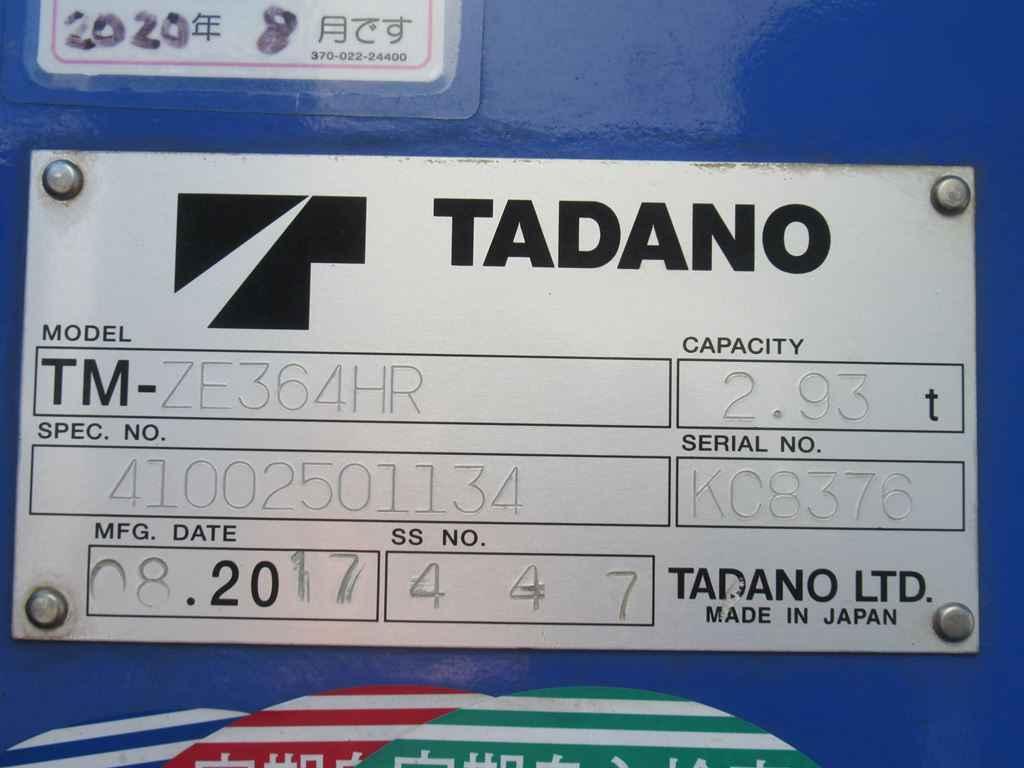 2020年 8月です
370-022-24400
TADANO
MODEL
TM-ZE364HR
CAPACITY
2.93 t
SPEC. NO.
41002501134
SERIAL NO.
KC8376
MFG. DATE
08.2017
SS NO.
4 4 7
TADANO LTD.
MADE IN JAPAN